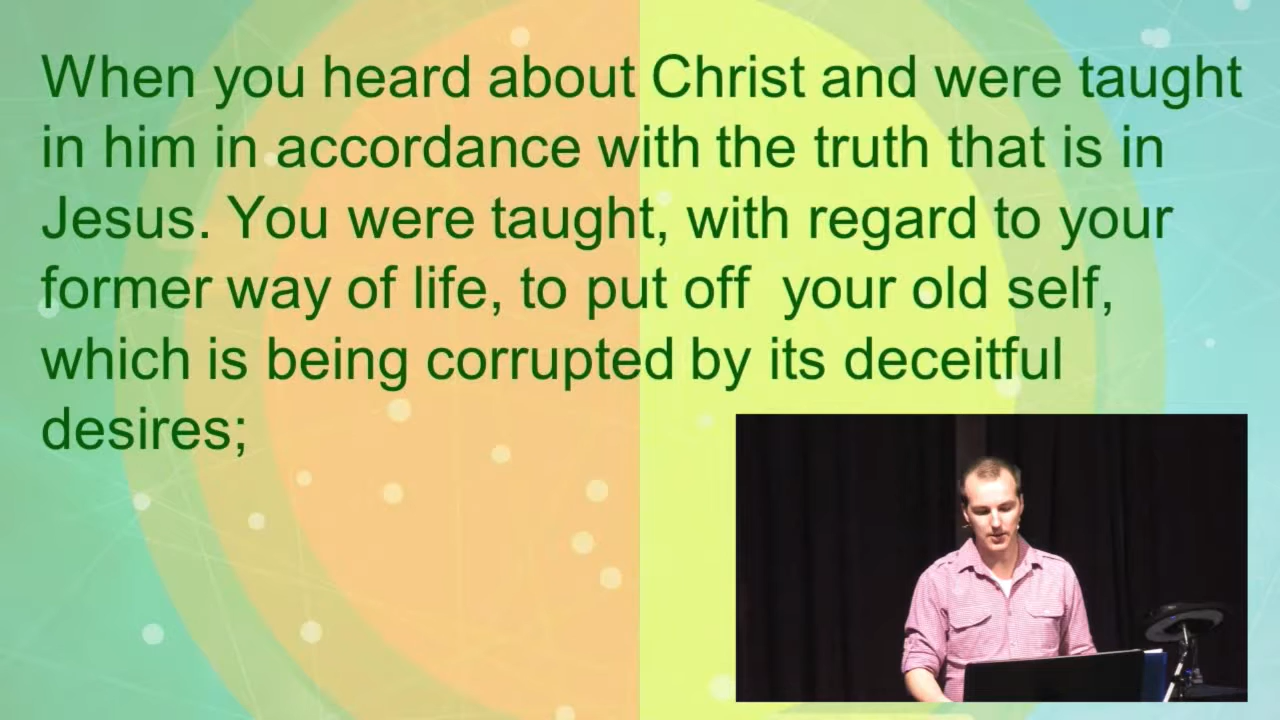 When you heard about Christ and were taught
in him in accordance with the truth that is in
Jesus. You were taught, with regard to your
former way of life, to put off  your old self,
which is being corrupted by its deceitful
desires;